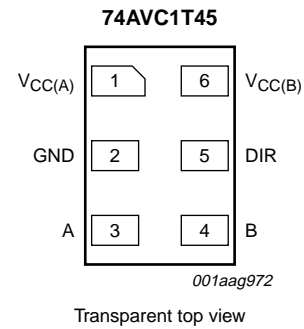 74AVC1T45
VCC(A) 1 6 VCC(B)
GND 2 5 DIR
A 3 4 B
001aag972
Transparent top view